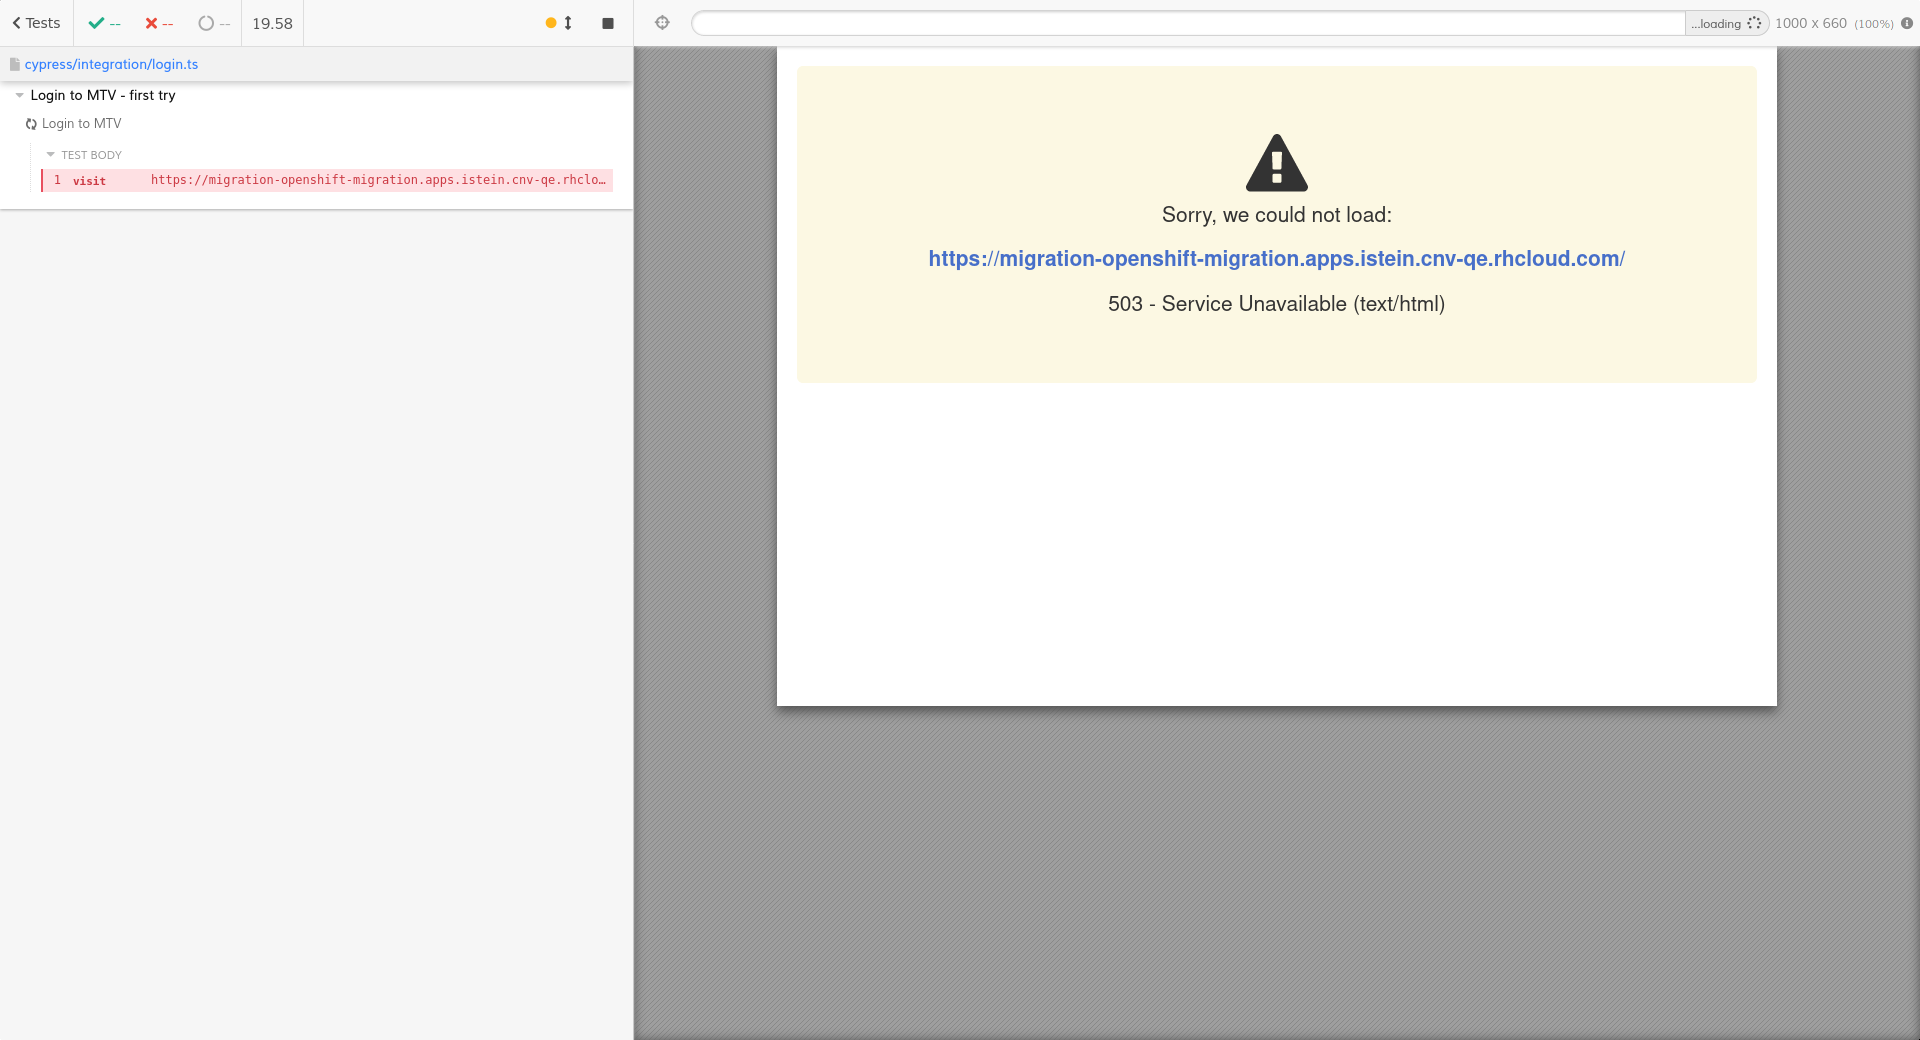 Tests -- -- -- 19.58
cypress/integration/login.ts
Login to MTV - first try
Login to MTV
TEST BODY
1 visit https://migration-openshift-migration.apps.istein.cnv-qe.rhclo…
...loading 1000 x 660 (100%)
Sorry, we could not load:
https://migration-openshift-migration.apps.istein.cnv-qe.rhcloud.com/
503 - Service Unavailable (text/html)